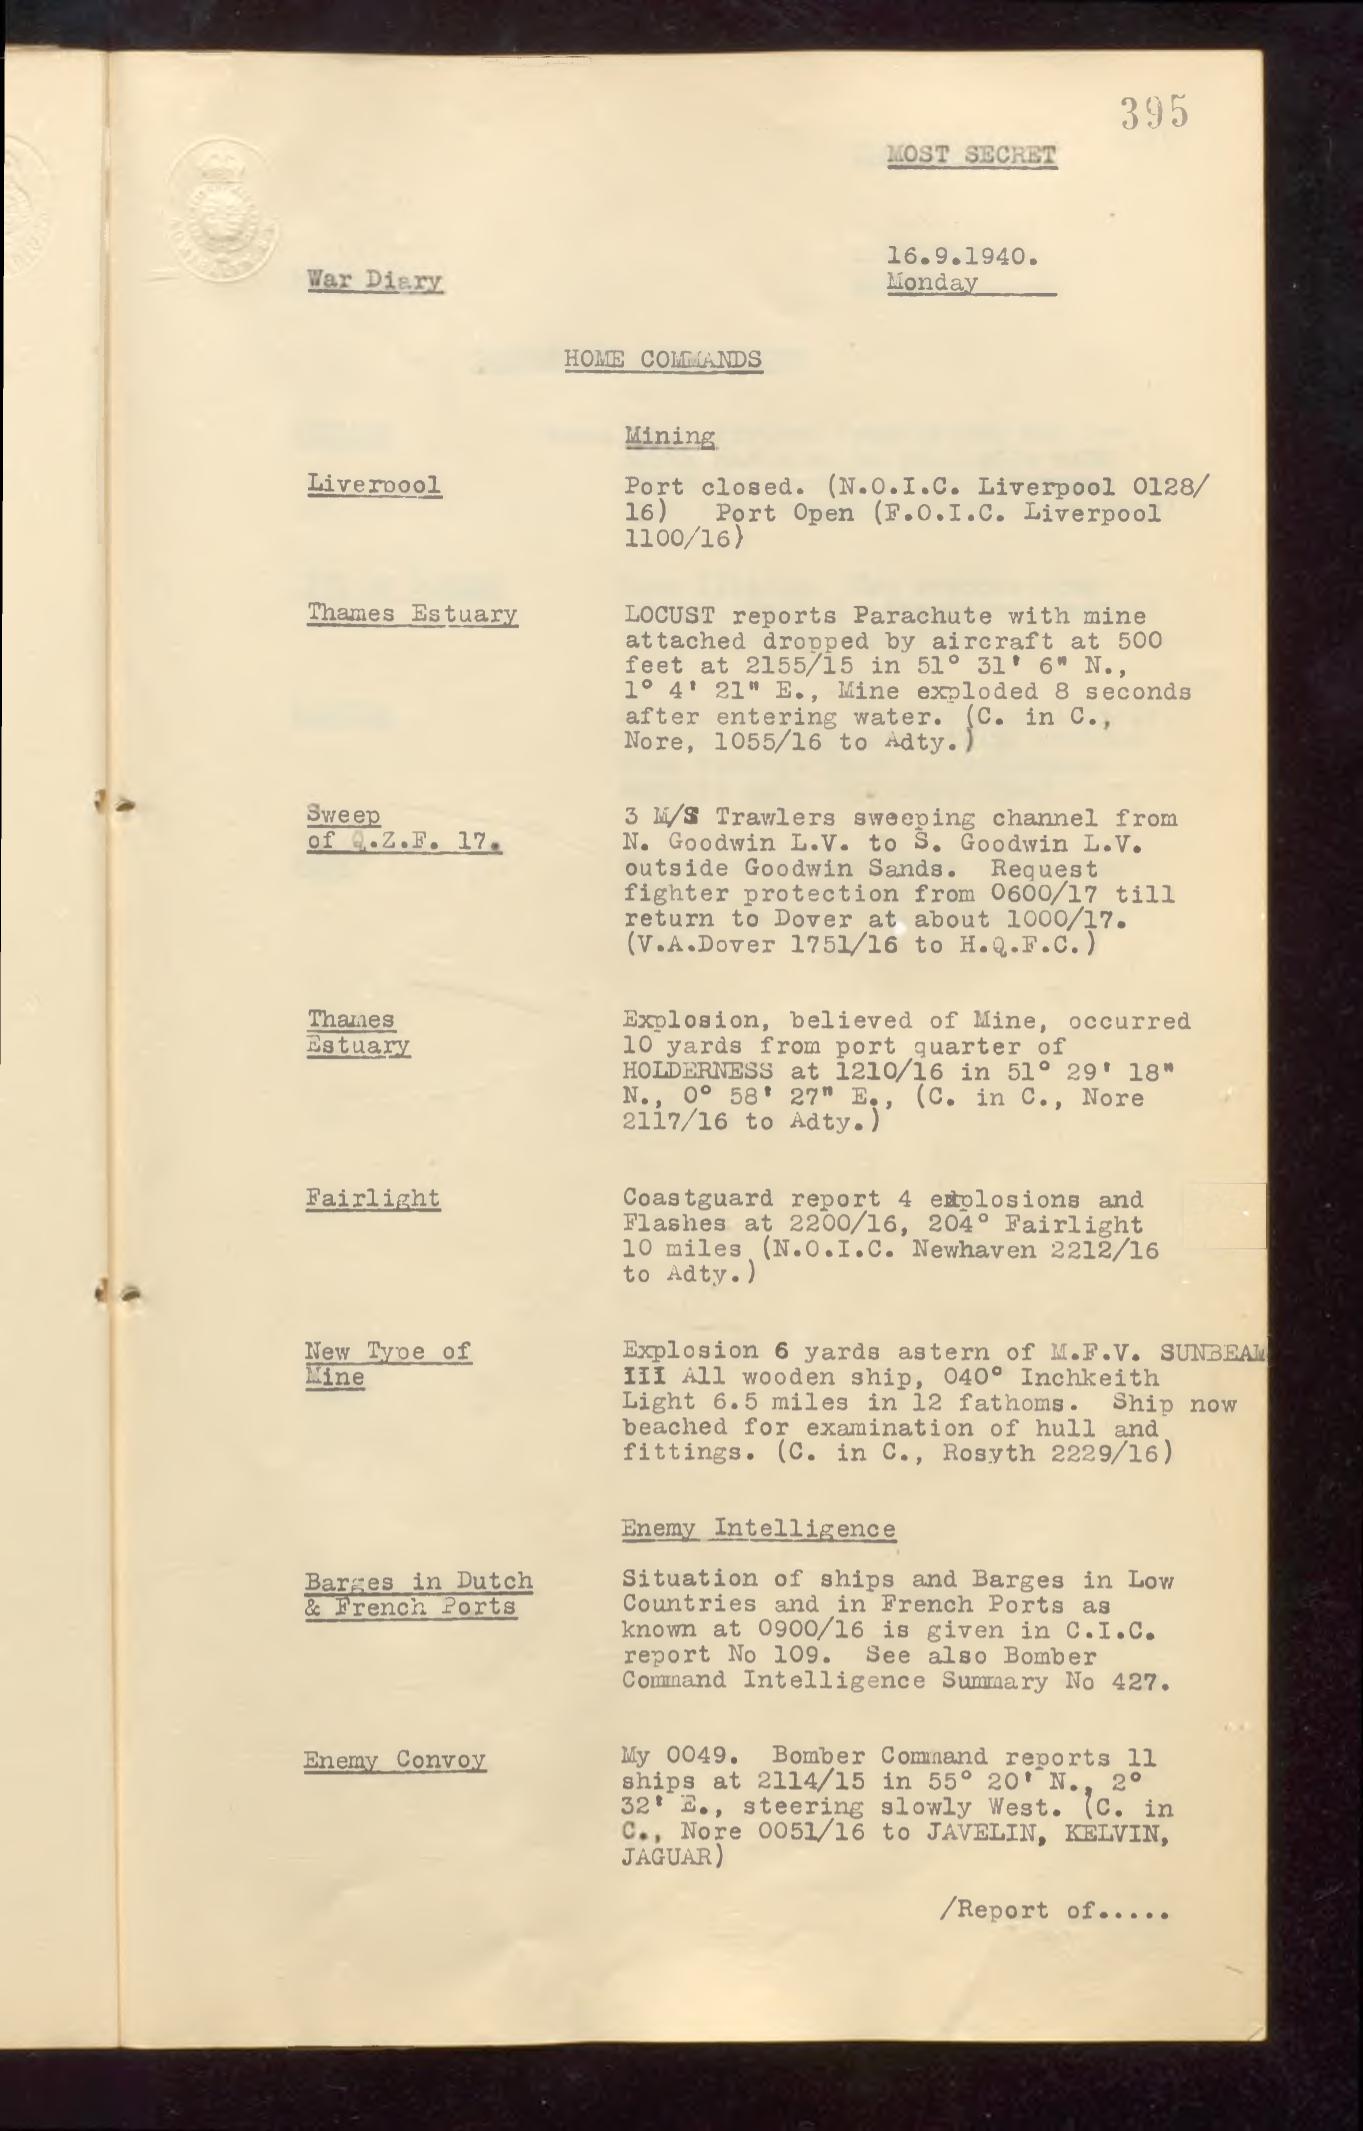 395
MOST SECRET
16.9.1940.
War Diary
Monday
HOME COMMANDS
Mining
Liverpool
Port closed. (N.O.I.C. Liverpool 0128/
16) Port Open (F.O.I.C. Liverpool
1100/16)
Thames Estuary
LOCUST reports Parachute with mine
attached dropped by aircraft at 500
feet at 2155/15 in 51° 31' 6" N.,
1° 4' 21" E., Mine exploded 8 seconds
after entering water. (C. in C.,
Nore, 1055/16 to Adty.)
Sweep
of Q.Z.F. 17.
3 M/S Trawlers sweeping channel from
N. Goodwin L.V. to S. Goodwin L.V.
outside Goodwin Sands. Request
fighter protection from 0600/17 till
return to Dover at about 1000/17.
(V.A.Dover 1751/16 to H.Q.F.C.)
Thames
Estuary
Explosion, believed of Mine, occurred
10 yards from port quarter of
HOLDERNESS at 1210/16 in 51° 29' 18"
N., 0° 58' 27" E., (C. in C., Nore
2117/16 to Adty.)
Fairlight
Coastguard report 4 explosions and
Flashes at 2200/16, 204° Fairlight
10 miles (N.O.I.C. Newhaven 2212/16
to Adty.)
New Type of
Mine
Explosion 6 yards astern of M.F.V. SUNBEAM
III All wooden ship, 040° Inchkeith
Light 6.5 miles in 12 fathoms. Ship now
beached for examination of hull and
fittings. (C. in C., Rosyth 2229/16)
Enemy Intelligence
Barges in Dutch
& French Ports
Situation of ships and Barges in Low
Countries and in French Ports as
known at 0900/16 is given in C.I.C.
report No 109. See also Bomber
Command Intelligence Summary No 427.
Enemy Convoy
My 0049. Bomber Command reports 11
ships at 2114/15 in 55° 20' N., 2°
32' E., steering slowly West. (C. in
C., Nore 0051/16 to JAVELIN, KELVIN,
JAGUAR)
/Report of.....